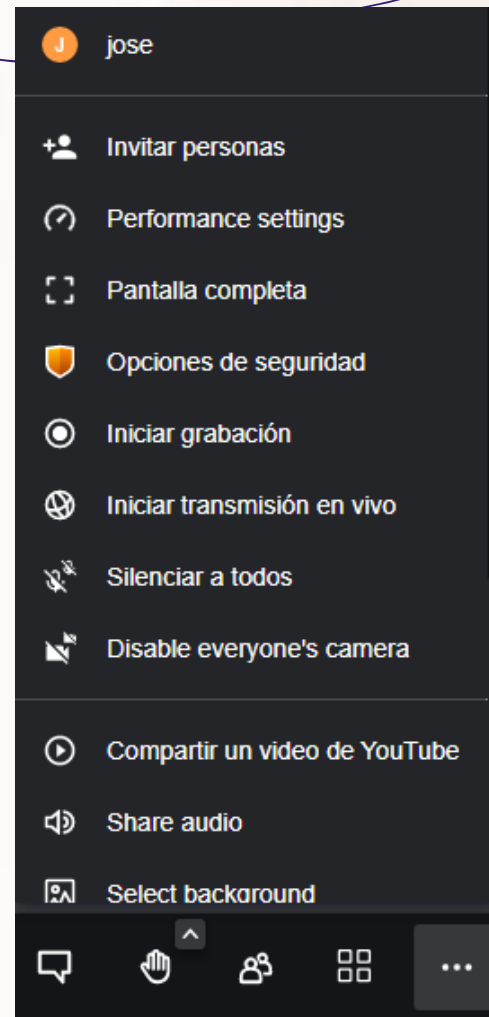 J
jose
Invitar personas
Performance settings
Pantalla completa
Opciones de seguridad
Iniciar grabación
Iniciar transmisión en vivo
Silenciar a todos
Disable everyone's camera
Compartir un video de YouTube
Share audio
Select background